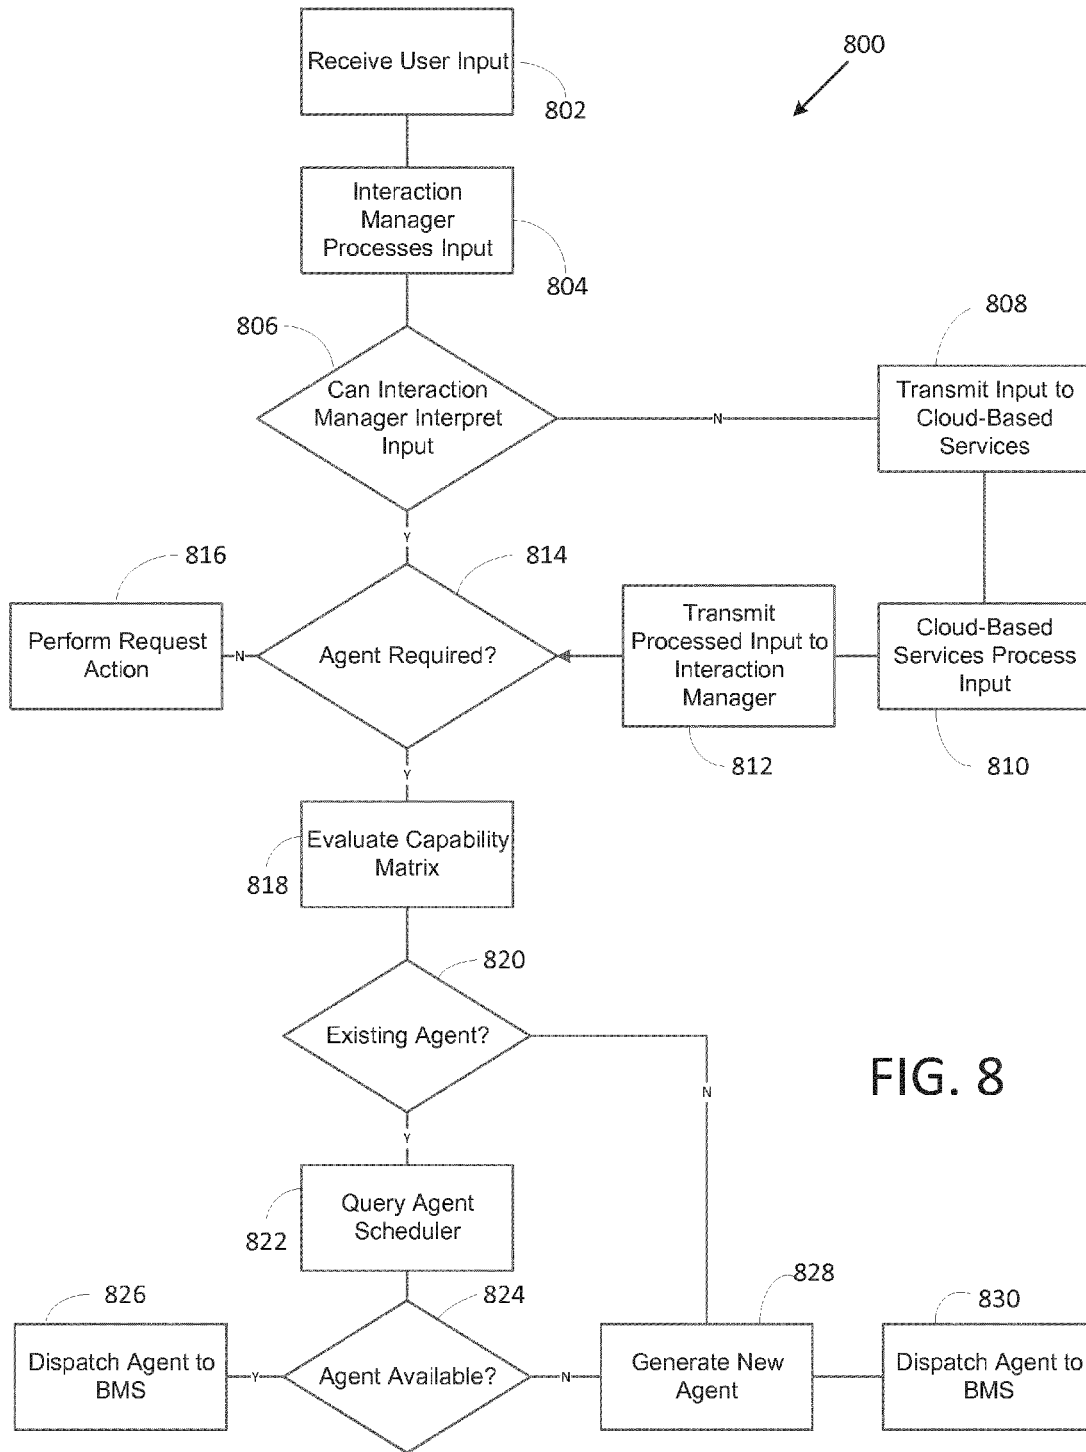 Receive User Input
800
802
Interaction
Manager
Processes Input
804
806
808
Can Interaction
Manager Interpret
Input
N
Transmit Input to
Cloud-Based
Services
Y
816
814
Perform Request
Action
N
Agent Required?
Transmit
Processed Input to
Interaction
Manager
Cloud-Based
Services Process
Input
812
810
Y
Evaluate Capability
Matrix
818
820
Existing Agent?
N
FIG. 8
Y
Query Agent
Scheduler
822
826
824
828
830
Dispatch Agent to
BMS
Y
Agent Available?
N
Generate New
Agent
Dispatch Agent to
BMS